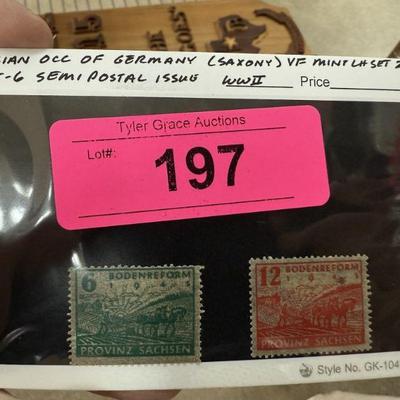 SIAN OCC OF GERMANY (SAXONY) VF MINT LH SET 2
-6 SEMI POSTAL ISSUE WWII Price
Tyler Grace Auctions
Lot#:
197
6
BODENREFORM
1945
PROVINZ SACHSEN
12
BODENREFORM
1945
PROVINZ SACHSEN
Style No. GK-104